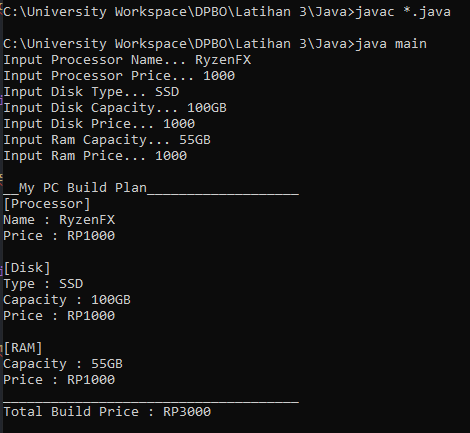 C:\University Workspace\DPBO\Latihan 3\Java>javac *.java
C:\University Workspace\DPBO\Latihan 3\Java>java main
Input Processor Name... RyzenFX
Input Processor Price... 1000
Input Disk Type... SSD
Input Disk Capacity... 100GB
Input Disk Price... 1000
Input Ram Capacity... 55GB
Input Ram Price... 1000
__My PC Build Plan___________________
[Processor]
Name : RyzenFX
Price : RP1000
[Disk]
Type : SSD
Capacity : 100GB
Price : RP1000
[RAM]
Capacity : 55GB
Price : RP1000
_____________________________________
Total Build Price : RP3000